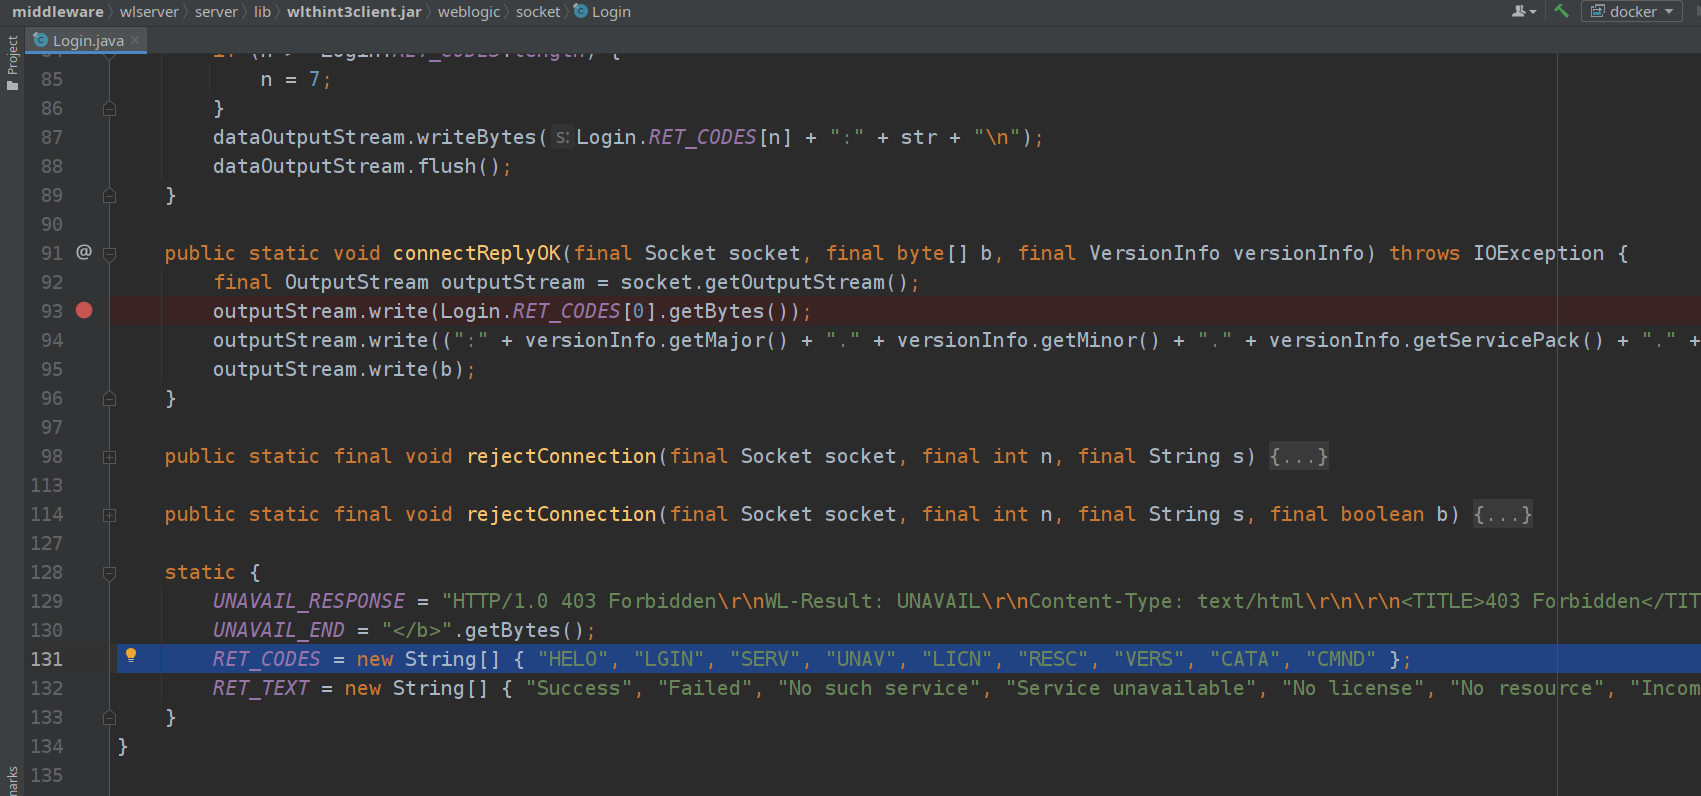 middleware 〉 wlserver 〉 server 〉 lib 〉 wlthint3client.jar 〉 weblogic 〉 socket 〉 Login
docker
Project
Login.java
84 if (n > Login.RET_CODES.length) {
85 n = 7;
86 }
87 dataOutputStream.writeBytes( s: Login.RET_CODES[n] + ":" + str + "\n");
88 dataOutputStream.flush();
89 }
90
91 @ public static void connectReplyOK(final Socket socket, final byte[] b, final VersionInfo versionInfo) throws IOException {
92 final OutputStream outputStream = socket.getOutputStream();
93 outputStream.write(Login.RET_CODES[0].getBytes());
94 outputStream.write((":" + versionInfo.getMajor() + "." + versionInfo.getMinor() + "." + versionInfo.getServicePack() + "." +
95 outputStream.write(b);
96 }
97
98 public static final void rejectConnection(final Socket socket, final int n, final String s) {...}
113
114 public static final void rejectConnection(final Socket socket, final int n, final String s, final boolean b) {...}
127
128 static {
129 UNAVAIL_RESPONSE = "HTTP/1.0 403 Forbidden\r\nWL-Result: UNAVAIL\r\nContent-Type: text/html\r\n\r\n<TITLE>403 Forbidden</TIT
130 UNAVAIL_END = "</b>".getBytes();
131 RET_CODES = new String[] { "HELO", "LGIN", "SERV", "UNAV", "LICN", "RESC", "VERS", "CATA", "CMND" };
132 RET_TEXT = new String[] { "Success", "Failed", "No such service", "Service unavailable", "No license", "No resource", "Incom
133 }
134 }
135
marks